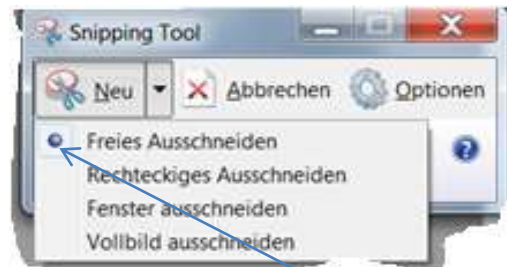 Snipping Tool
Neu Abbrechen Optionen
Freies Ausschneiden
Rechteckiges Ausschneiden
Fenster ausschneiden
Vollbild ausschneiden